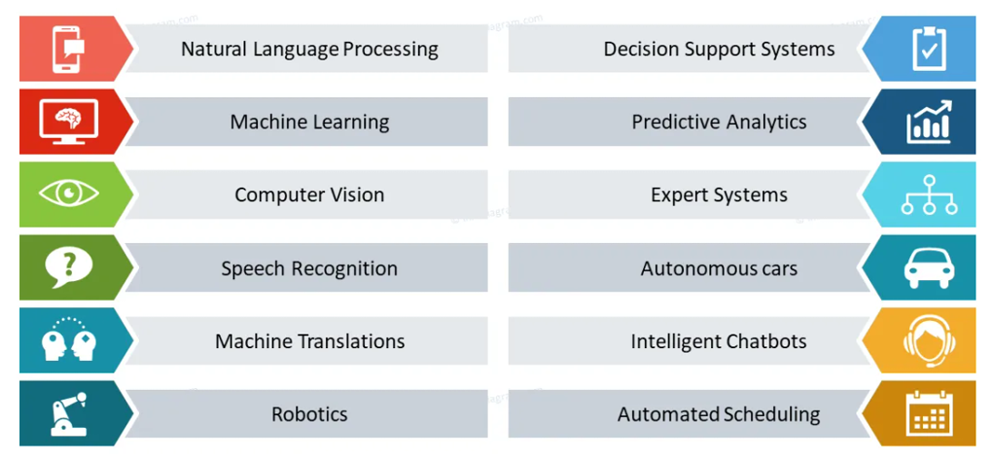 Natural Language Processing
Machine Learning
Computer Vision
Speech Recognition
Machine Translations
Robotics
Decision Support Systems
Predictive Analytics
Expert Systems
Autonomous cars
Intelligent Chatbots
Automated Scheduling
?